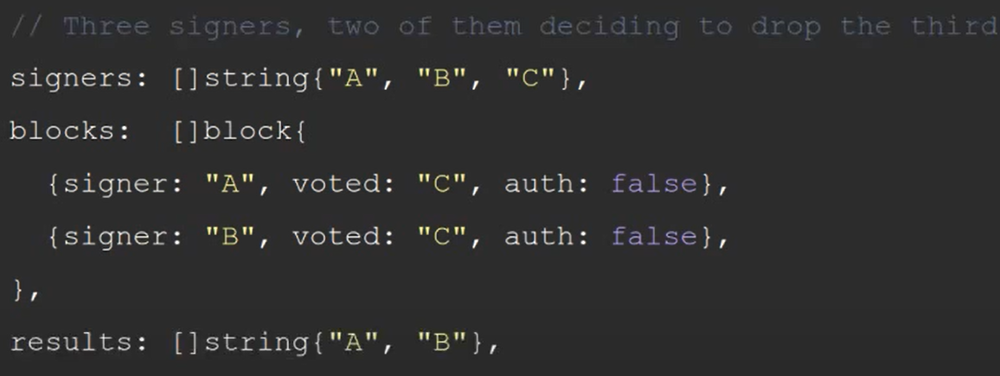 // Three signers, two of them deciding to drop the third
signers: []string{"A", "B", "C"},
blocks:  []block{
  {signer: "A", voted: "C", auth: false},
  {signer: "B", voted: "C", auth: false},
},
results: []string{"A", "B"},